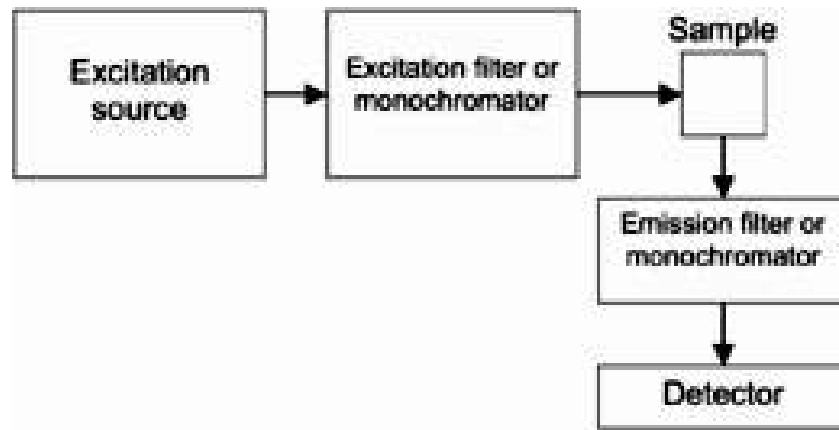 Excitation
source
Excitation filter or
monochromator
Sample
Emission filter or
monochromator
Detector